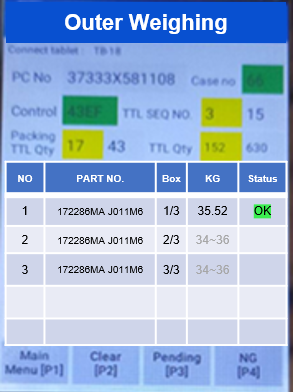 Outer Weighing
Connect tablet : TB-18
PC No 37333X581108 Case no 66
Control 43EF TTL SEQ NO. 3 15
Packing TTL Qty 17 43 TTL Qty 152 630
NO PART NO. Box KG Status
1 172286MA J011M6 1/3 35.52 OK
2 172286MA J011M6 2/3 34~36
3 172286MA J011M6 3/3 34~36
Main Menu [P1] Clear [P2] Pending [P3] NG [P4]